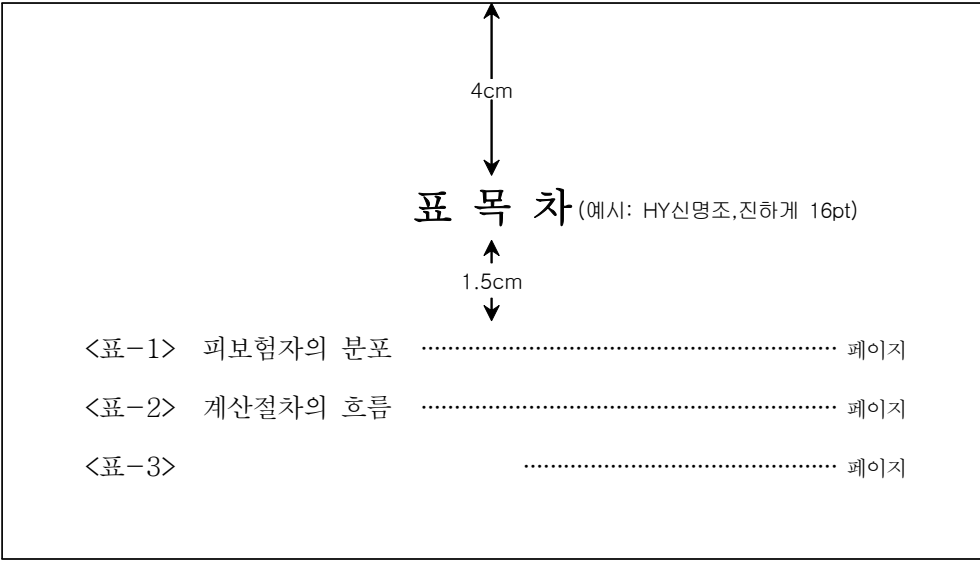 4cm
표 목 차(예시: HY신명조,진하게 16pt)
1.5cm
<표-1> 피보험자의 분포 ························································ 페이지
<표-2> 계산절차의 흐름 ························································ 페이지
<표-3> ·········································· 페이지